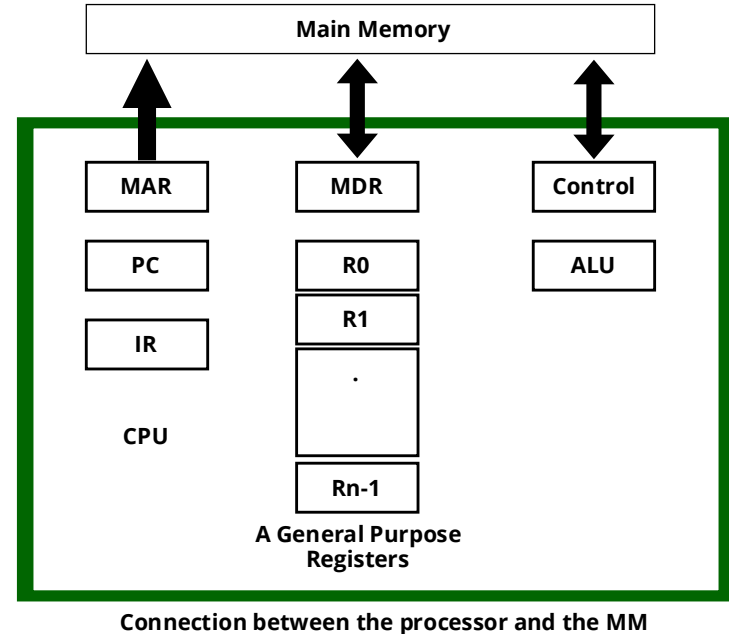 Main Memory
MAR
MDR
Control
PC
R0
ALU
R1
IR
.
CPU
Rn-1
A General Purpose
Registers
Connection between the processor and the MM